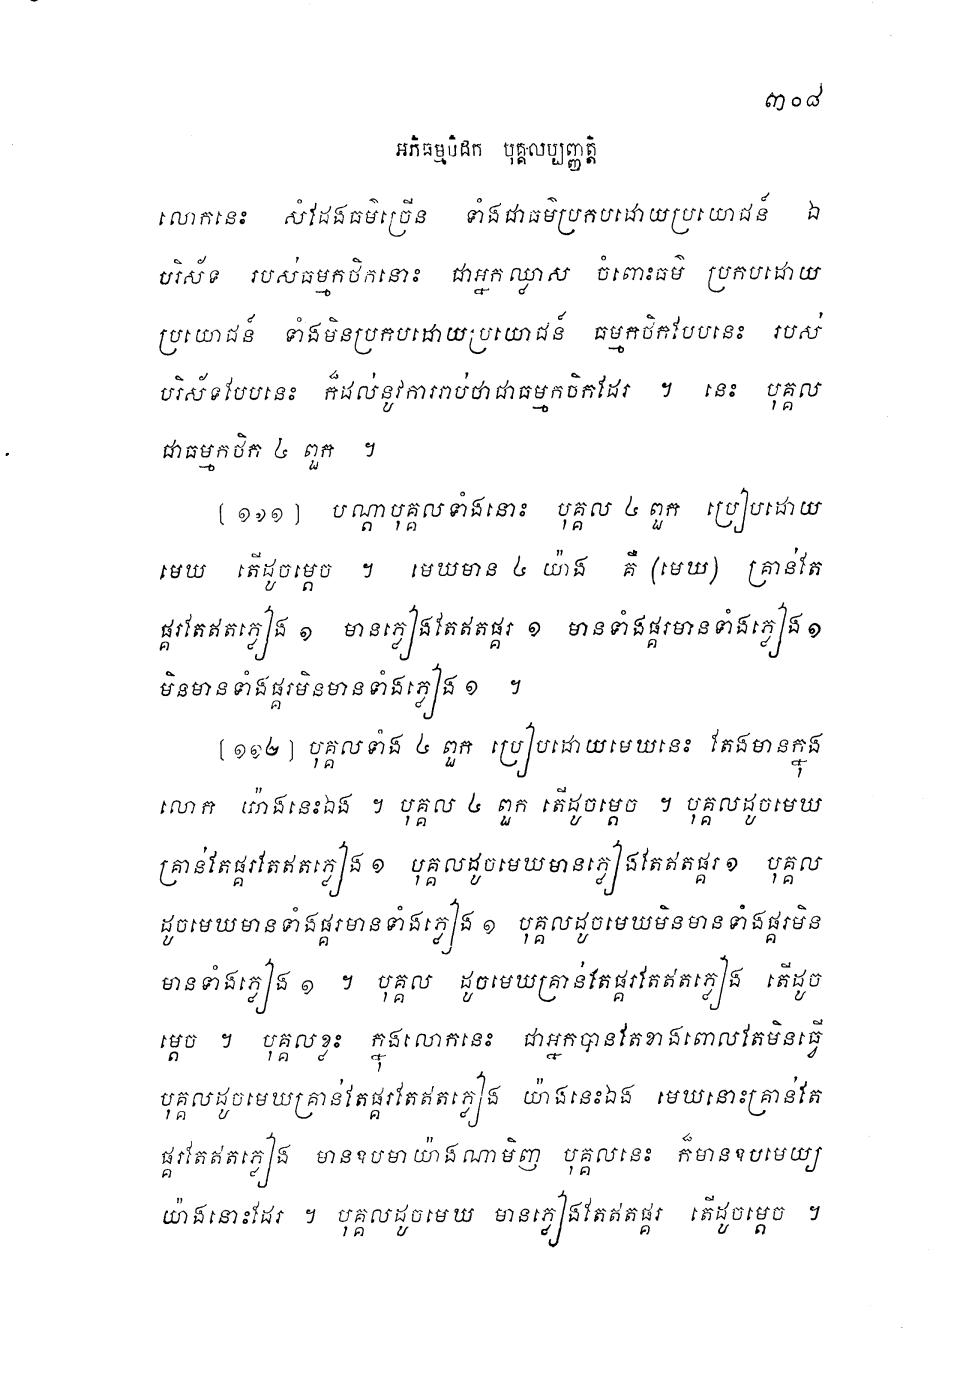 ៣០៨
អភិធម្មបិដក បុគ្គលប្បញ្ញត្តិ
លោកនេះ សំដែងធម៌ច្រើន ទាំងជាធម៌ប្រកបដោយប្រយោជន៍ ឯ
បរិស័ទ របស់ធម្មកថិកនោះ ជាអ្នកឈ្លាស ចំពោះធម៌ ប្រកបដោយ
ប្រយោជន៍ ទាំងមិនប្រកបដោយប្រយោជន៍ ធម្មកថិកបែបនេះ របស់
បរិស័ទបែបនេះ ក៏ដល់នូវការរាប់ថាជាធម្មកថិកដែរ ។ នេះ បុគ្គល
ជាធម្មកថិក ៤ ពួក ។
[១១១] បណ្តាបុគ្គលទាំងនោះ បុគ្គល ៤ ពួក ប្រៀបដោយ
មេឃ តើដូចម្តេច ។ មេឃមាន ៤ យ៉ាង គឺ (មេឃ) គ្រាន់តែ
ផ្គរតែឥតភ្លៀង ១ មានភ្លៀងតែឥតផ្គរ ១ មានទាំងផ្គរមានទាំងភ្លៀង ១
មិនមានទាំងផ្គរមិនមានទាំងភ្លៀង ១ ។
[១១២] បុគ្គលទាំង ៤ ពួក ប្រៀបដោយមេឃនេះ តែងមានក្នុង
លោក យ៉ាងនេះឯង ។ បុគ្គល ៤ ពួក តើដូចម្តេច ។ បុគ្គលដូចមេឃ
គ្រាន់តែផ្គរតែឥតភ្លៀង ១ បុគ្គលដូចមេឃមានភ្លៀងតែឥតផ្គរ ១ បុគ្គល
ដូចមេឃមានទាំងផ្គរមានទាំងភ្លៀង ១ បុគ្គលដូចមេឃមិនមានទាំងផ្គរមិន
មានទាំងភ្លៀង ១ ។ បុគ្គល ដូចមេឃគ្រាន់តែផ្គរតែឥតភ្លៀង តើដូច
ម្តេច ។ បុគ្គលខ្លះ ក្នុងលោកនេះ ជាអ្នកបានតែខាងពោលតែមិនធ្វើ
បុគ្គលដូចមេឃគ្រាន់តែផ្គរតែឥតភ្លៀង យ៉ាងនេះឯង មេឃនោះគ្រាន់តែ
ផ្គរតែឥតភ្លៀង មានឧបមាយ៉ាងណាមិញ បុគ្គលនេះ ក៏មានឧបមេយ្យ
យ៉ាងនោះដែរ ។ បុគ្គលដូចមេឃ មានភ្លៀងតែឥតផ្គរ តើដូចម្តេច ។